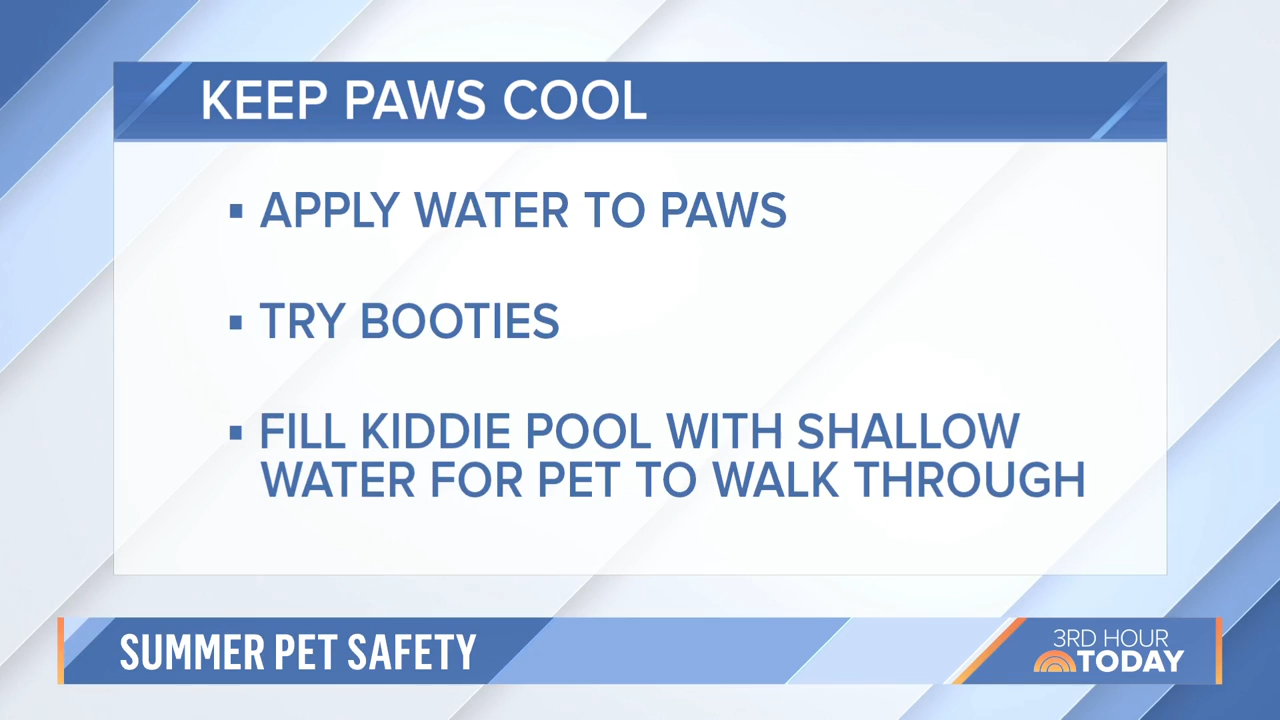 KEEP PAWS COOL
▪ APPLY WATER TO PAWS
▪ TRY BOOTIES
▪ FILL KIDDIE POOL WITH SHALLOW
WATER FOR PET TO WALK THROUGH
SUMMER PET SAFETY
3RD HOUR
TODAY